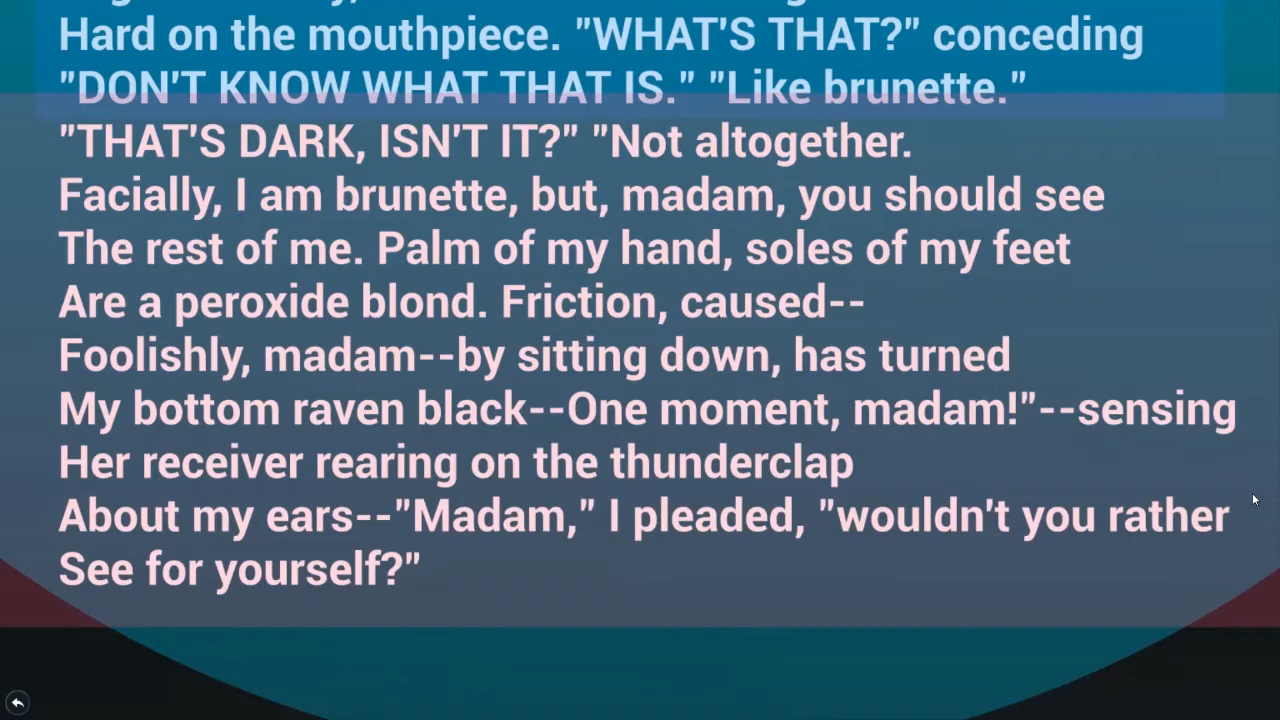 Hard on the mouthpiece. "WHAT'S THAT?" conceding
"DON'T KNOW WHAT THAT IS." "Like brunette."
"THAT'S DARK, ISN'T IT?" "Not altogether.
Facially, I am brunette, but, madam, you should see
The rest of me. Palm of my hand, soles of my feet
Are a peroxide blond. Friction, caused--
Foolishly, madam--by sitting down, has turned
My bottom raven black--One moment, madam!"--sensing
Her receiver rearing on the thunderclap
About my ears--"Madam," I pleaded, "wouldn't you rather
See for yourself?"